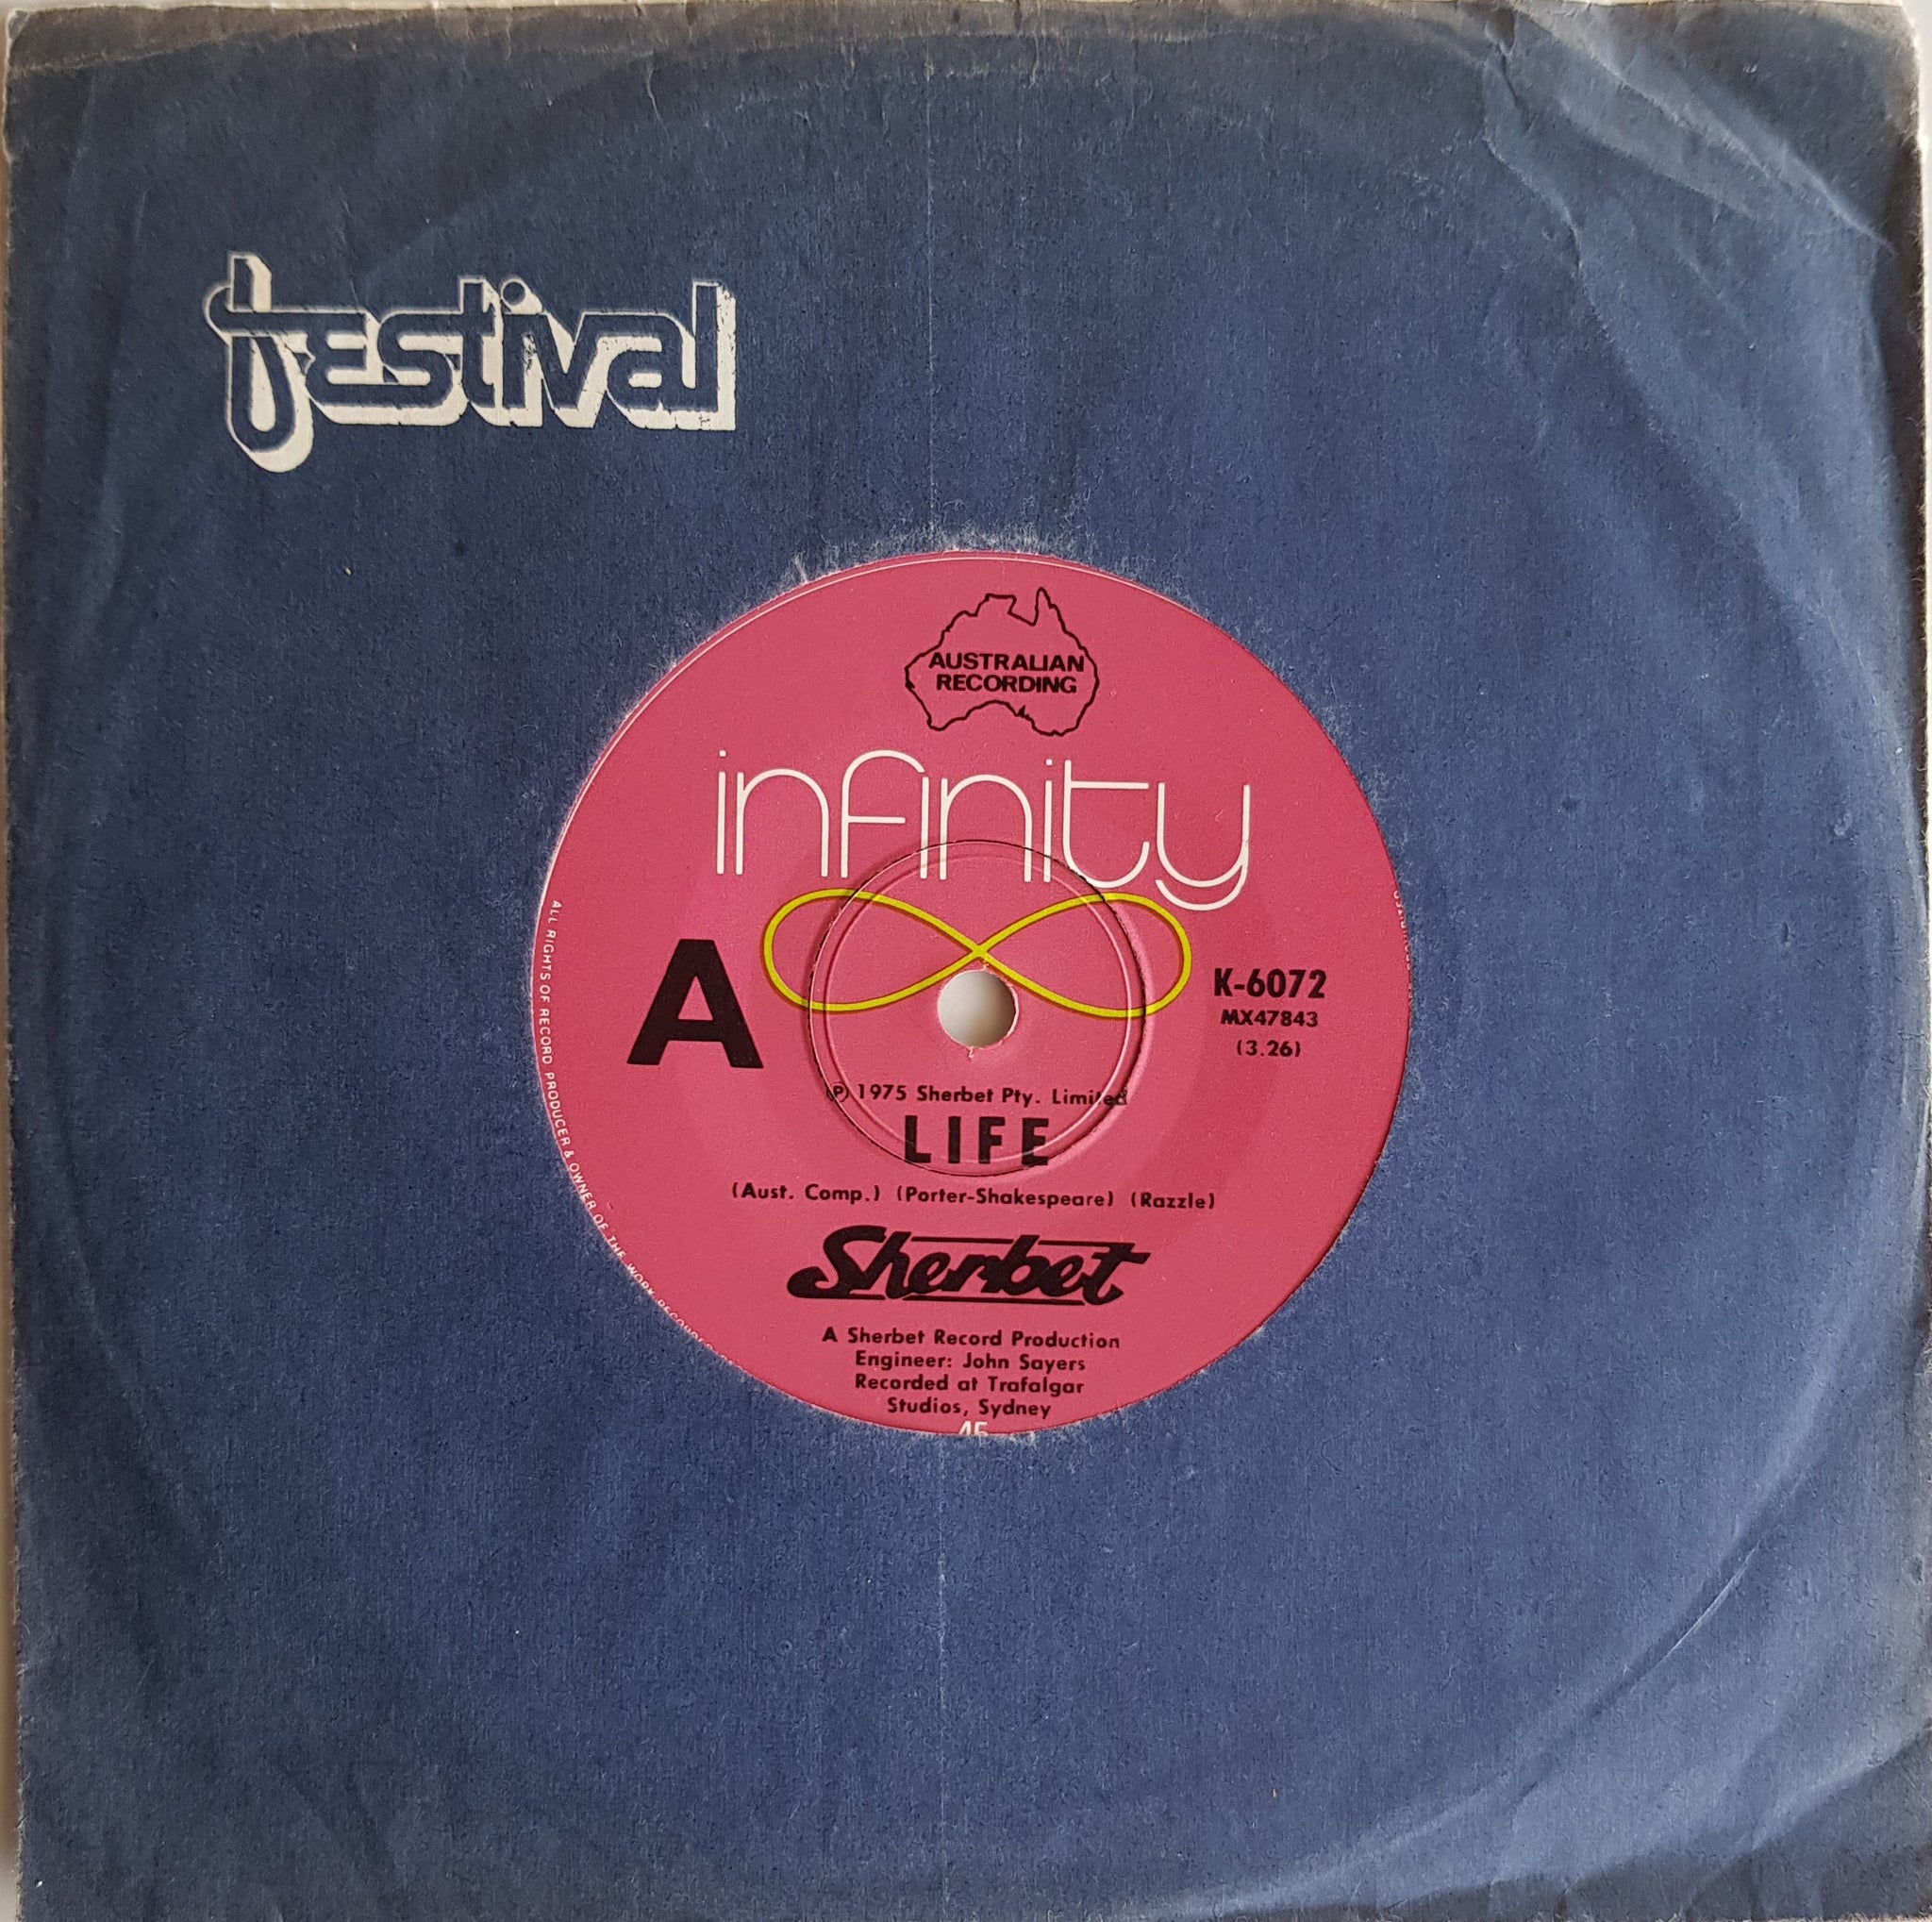 festival
AUSTRALIAN
RECORDING
infinity
A
K-6072
MX47843
(3.26)
℗ 1975 Sherbet Pty. Limited
LIFE
(Aust. Comp.) (Porter-Shakespeare) (Razzle)
Sherbet
A Sherbet Record Production
Engineer: John Sayers
Recorded at Trafalgar
Studios, Sydney
45
ALL RIGHTS OF RECORD PRODUCER & OWNER OF THE WORK